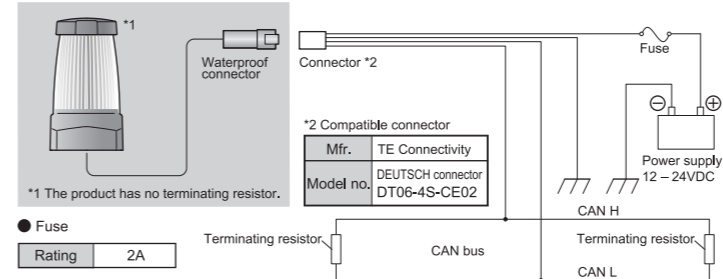 *1
Waterproof
connector
Connector *2
Fuse
⊖ ⊕
Power supply
12 – 24VDC
*2 Compatible connector
Mfr. TE Connectivity
Model no. DEUTSCH connector
DT06-4S-CE02
*1 The product has no terminating resistor.
● Fuse
Rating 2A
CAN H
Terminating resistor
CAN bus
Terminating resistor
CAN L